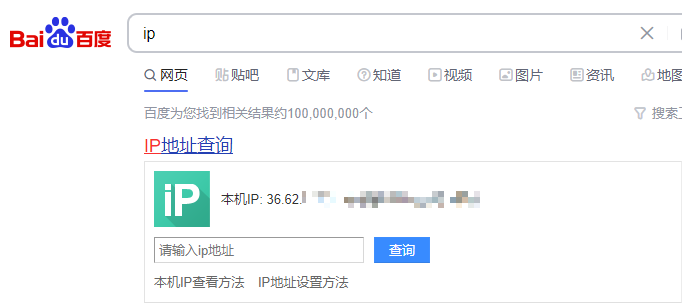 Bai du 百度 ip
网页 贴吧 文库 知道 视频 图片 资讯 地图
百度为您找到相关结果约100,000,000个 搜索工
IP地址查询
iP 本机IP: 36.62.
请输入ip地址 查询
本机IP查看方法 IP地址设置方法